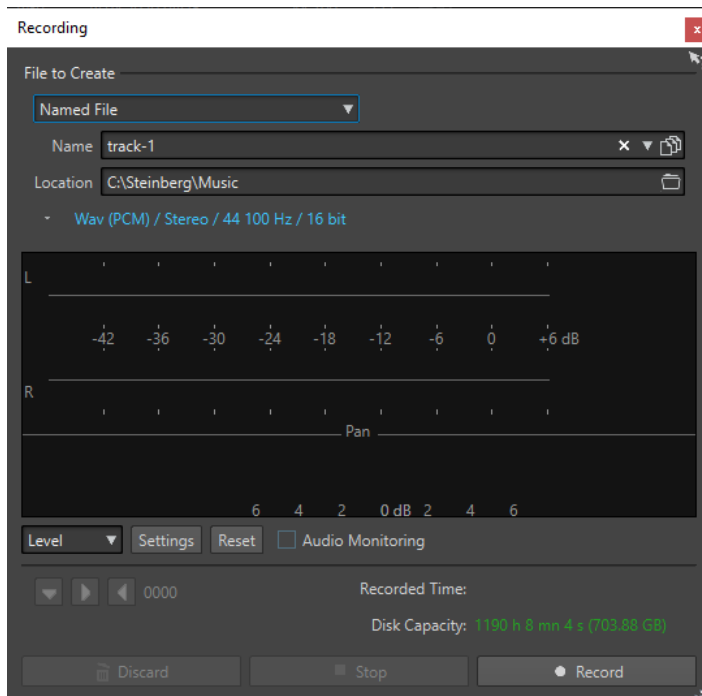 Recording
x
File to Create
Named File
Name track-1
Location C:\Steinberg\Music
Wav (PCM) / Stereo / 44 100 Hz / 16 bit
L
-42 -36 -30 -24 -18 -12 -6 0 +6 dB
R
Pan
6 4 2 0 dB 2 4 6
Level Settings Reset Audio Monitoring
0000 Recorded Time:
Disk Capacity: 1190 h 8 mn 4 s (703.88 GB)
Discard Stop Record